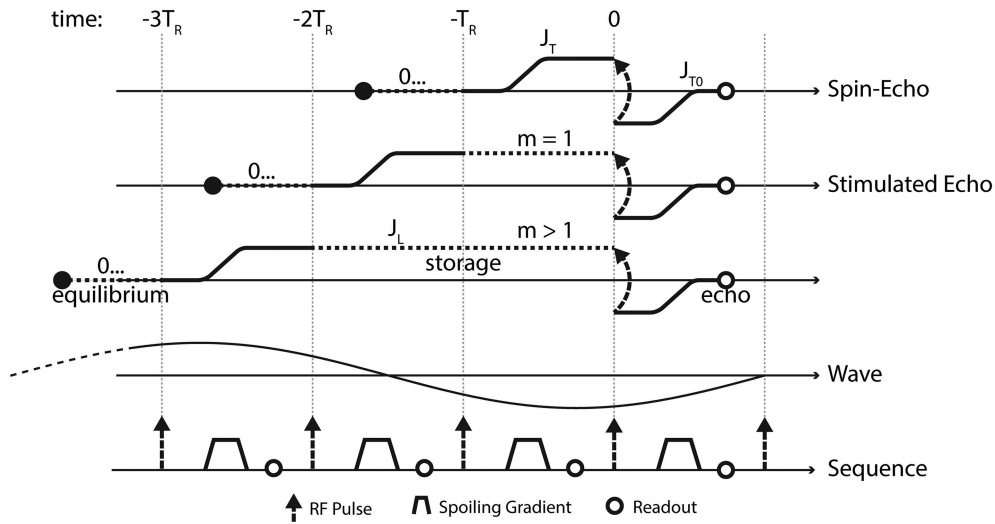 time: -3T_R -2T_R -T_R 0
J_T
0... J_T0
Spin-Echo
m = 1
0...
Stimulated Echo
J_L m > 1
0... storage
equilibrium echo
Wave
Sequence
RF Pulse Spoiling Gradient Readout